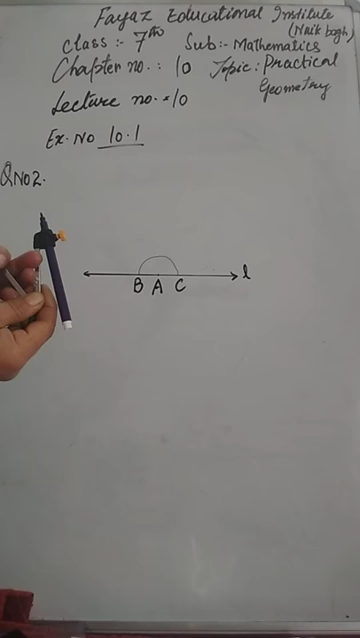 Fayaz Educational Institute
(Naik bagh)
Class :- 7th Sub:- Mathematics
Chapter no. : 10 Topic: Practical
Geometry
Lecture no. = 10
Ex. No 10.1
Q No 2.
l
B A C